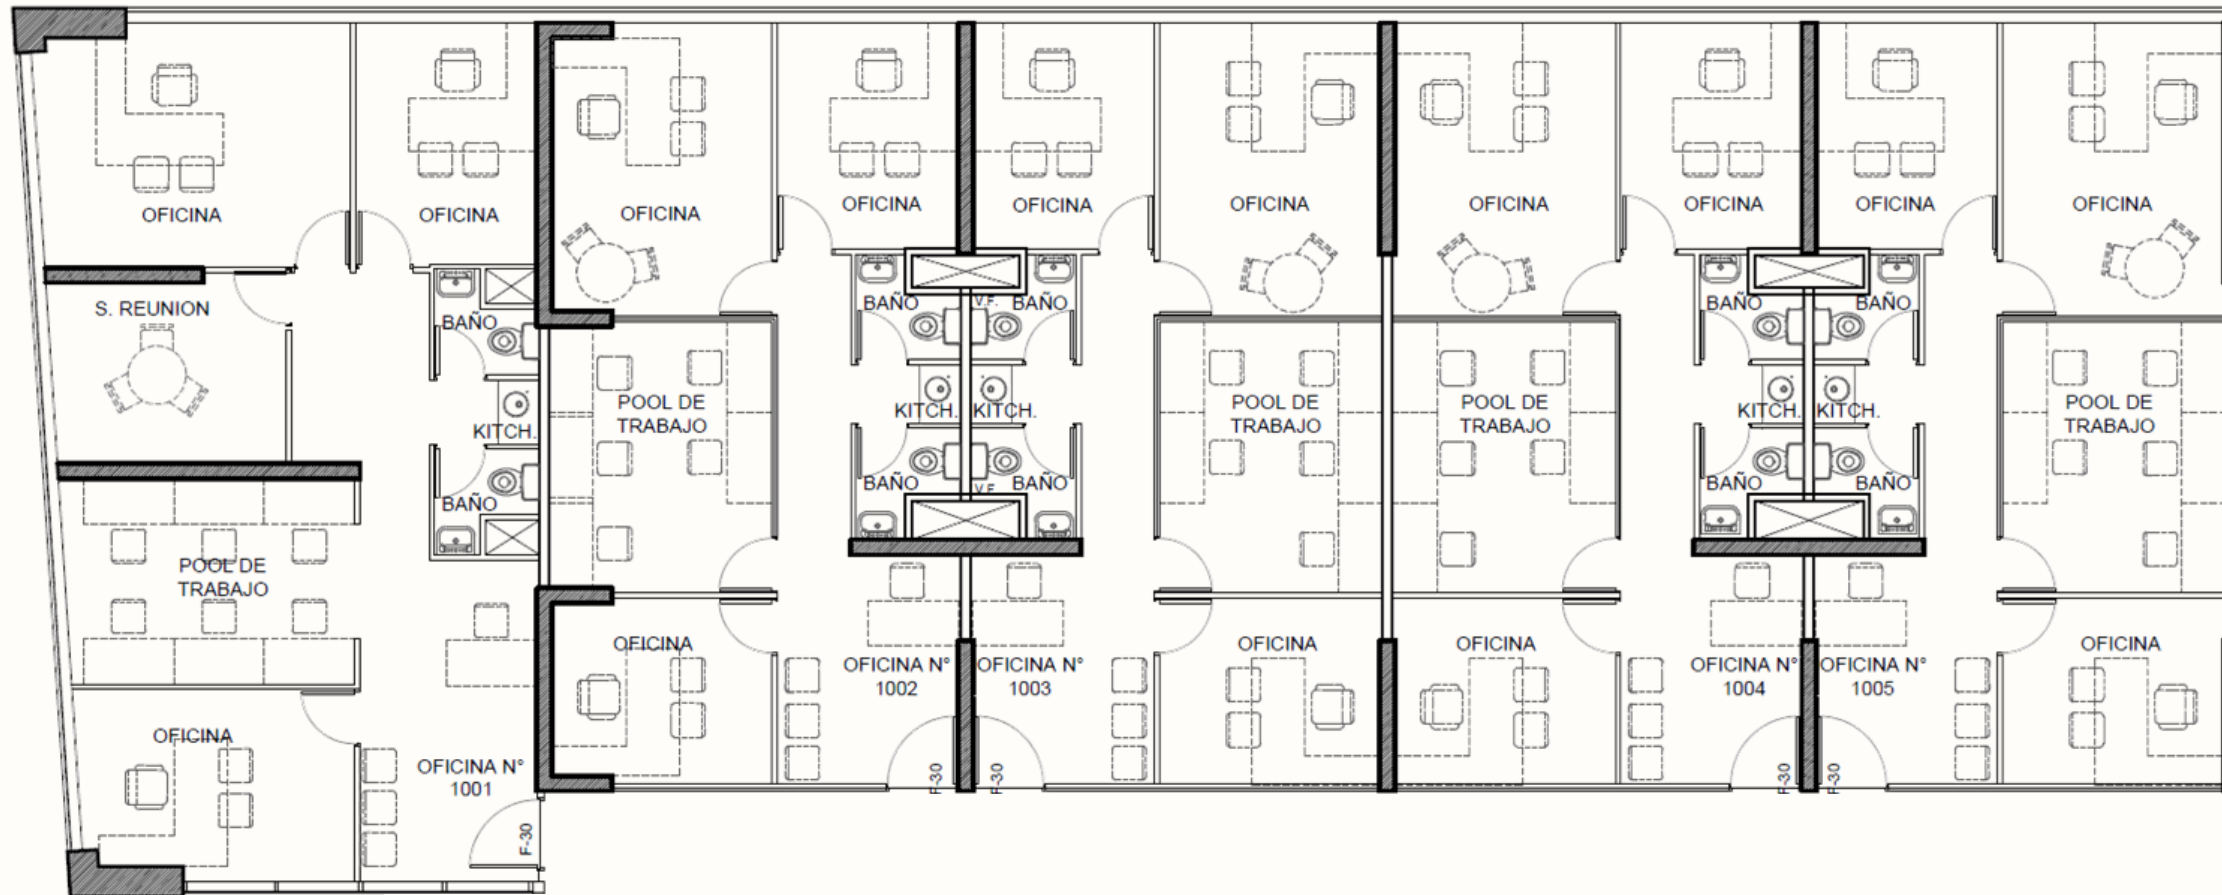 OFICINA
OFICINA
OFICINA
OFICINA
OFICINA
OFICINA
OFICINA
OFICINA
OFICINA
OFICINA
S. REUNION
BAÑO
BAÑO
V.F.
BAÑO
BAÑO
BAÑO
KITCH.
KITCH.
KITCH.
KITCH.
KITCH.
POOL DE
TRABAJO
POOL DE
TRABAJO
POOL DE
TRABAJO
POOL DE
TRABAJO
BAÑO
BAÑO
V.F.
BAÑO
BAÑO
BAÑO
POOL DE
TRABAJO
OFICINA
OFICINA
OFICINA
OFICINA
OFICINA
OFICINA N°
1001
OFICINA N°
1002
OFICINA N°
1003
OFICINA N°
1004
OFICINA N°
1005
F-30
F-30
F-30
F-30
F-30